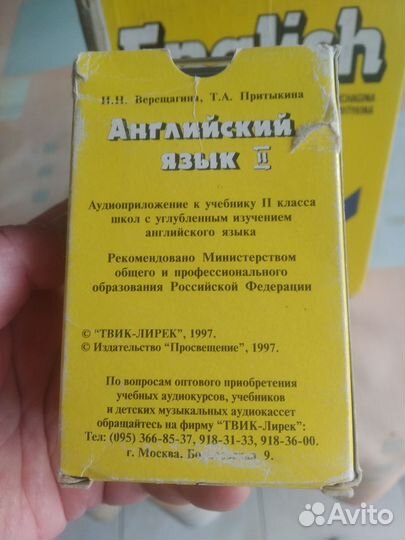 English
И.Н. Верещагина, Т.А. Притыкина
Английский
язык II
Аудиоприложение к учебнику II класса
школ с углубленным изучением
английского языка
Рекомендовано Министерством
общего и профессионального
образования Российской Федерации
© "ТВИК-ЛИРЕК", 1997.
© Издательство "Просвещение", 1997.
По вопросам оптового приобретения
учебных аудиокурсов, учебников
и детских музыкальных аудиокассет
обращайтесь на фирму "ТВИК-Лирек":
Тел: (095) 366-85-37, 918-31-33, 918-36-00.
г. Москва. 9.
Avito